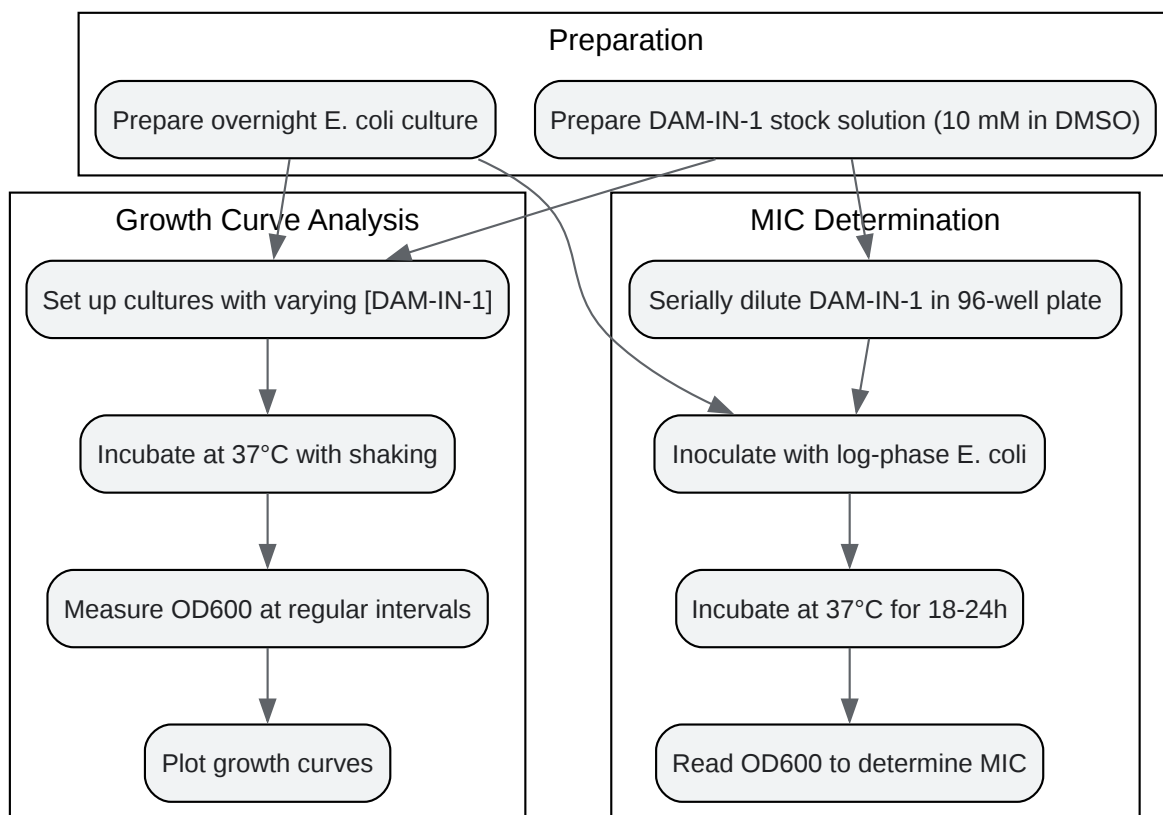 Preparation
Prepare overnight E. coli culture
Prepare DAM-IN-1 stock solution (10 mM in DMSO)
Growth Curve Analysis
Set up cultures with varying [DAM-IN-1]
Incubate at 37°C with shaking
Measure OD600 at regular intervals
Plot growth curves
MIC Determination
Serially dilute DAM-IN-1 in 96-well plate
Inoculate with log-phase E. coli
Incubate at 37°C for 18-24h
Read OD600 to determine MIC